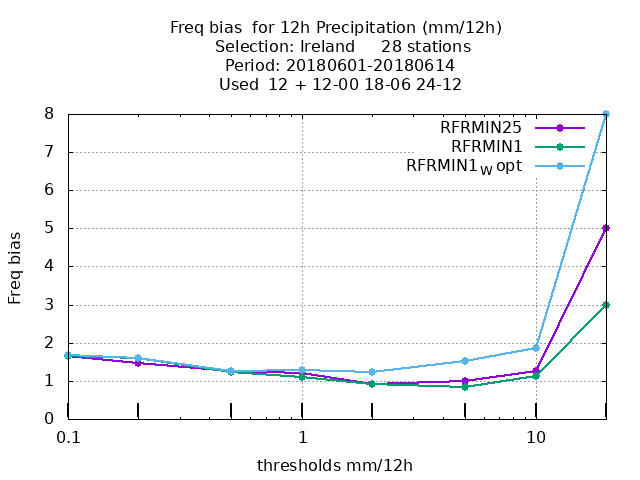 Freq bias  for 12h Precipitation (mm/12h)
Selection: Ireland     28 stations
Period: 20180601-20180614
Used  12 + 12-00 18-06 24-12
RFRMIN25
RFRMIN1
RFRMIN1W opt
8
7
6
5
4
3
2
1
0
Freq bias
0.1 1 10
thresholds mm/12h